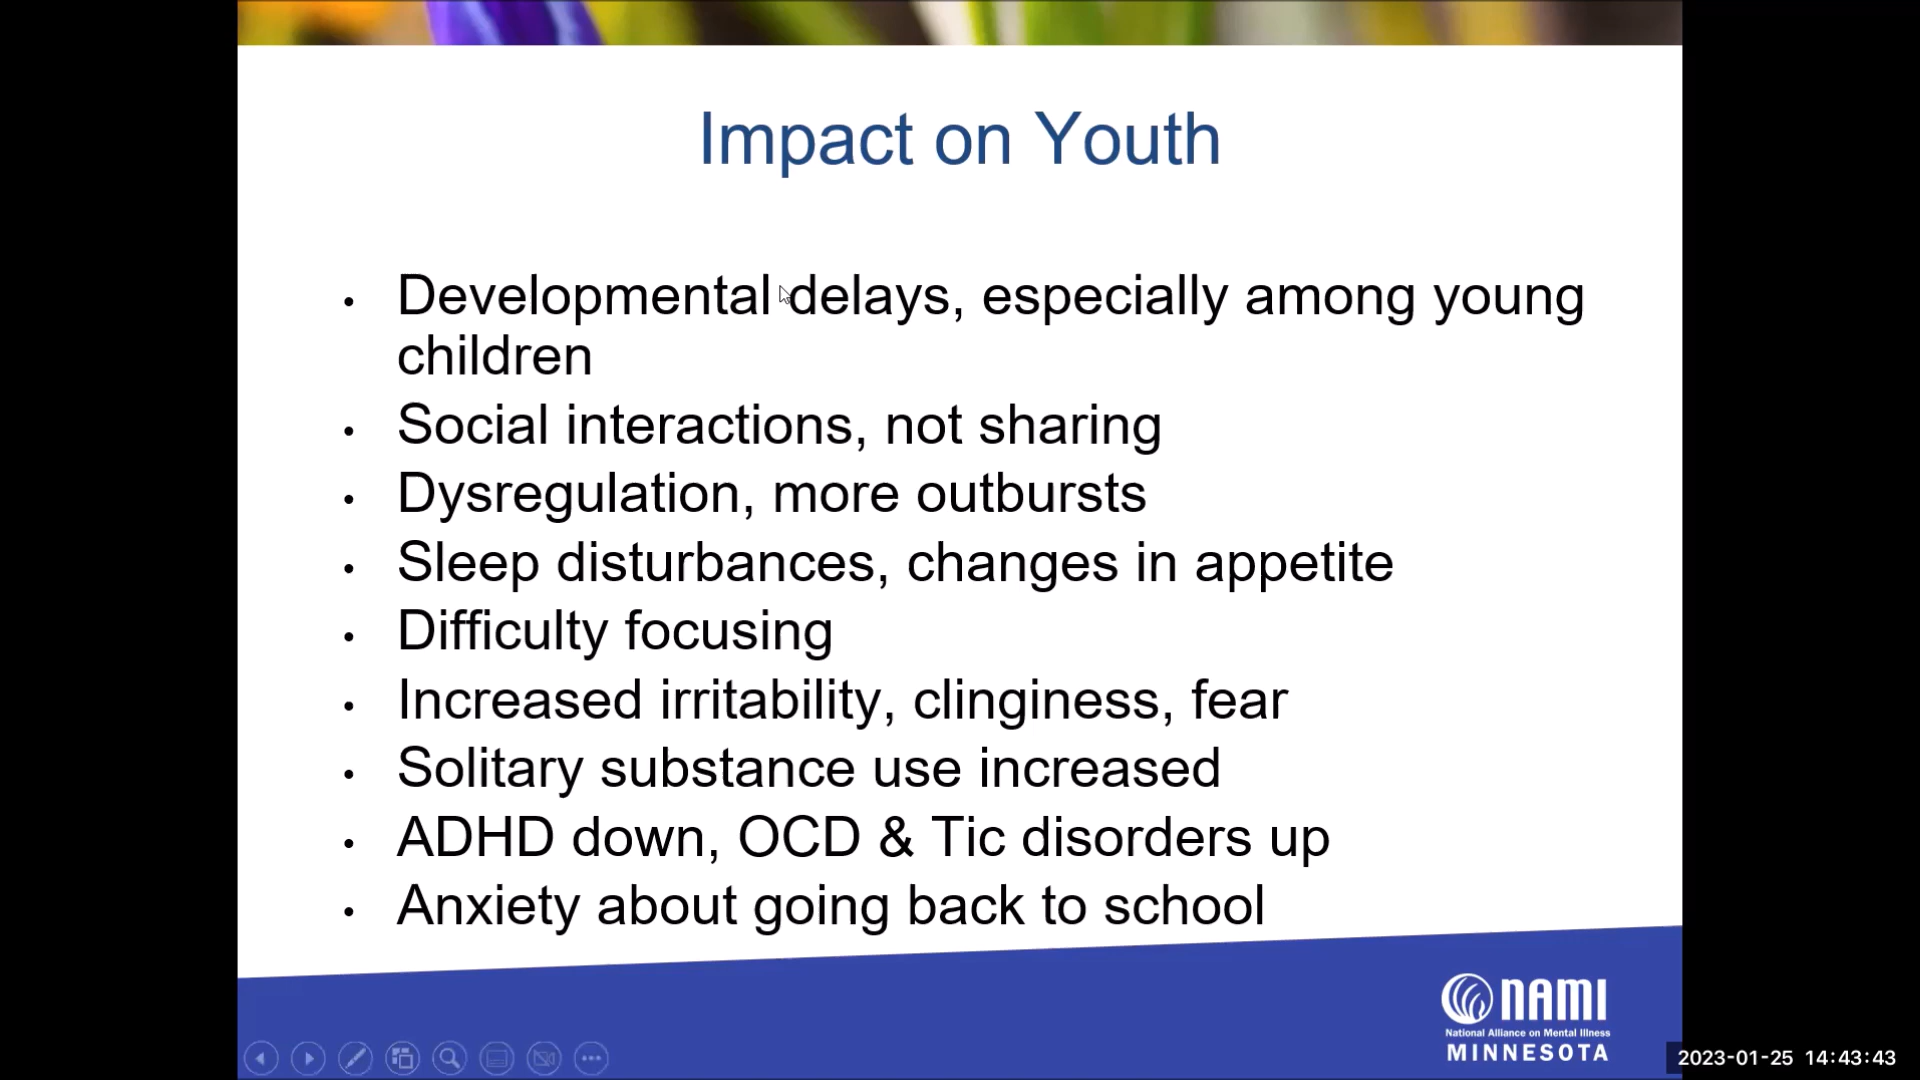 Impact on Youth
• Developmental delays, especially among young
children
• Social interactions, not sharing
• Dysregulation, more outbursts
• Sleep disturbances, changes in appetite
• Difficulty focusing
• Increased irritability, clinginess, fear
• Solitary substance use increased
• ADHD down, OCD & Tic disorders up
• Anxiety about going back to school
NAMI
National Alliance on Mental Illness
MINNESOTA
2023-01-25 14:43:43